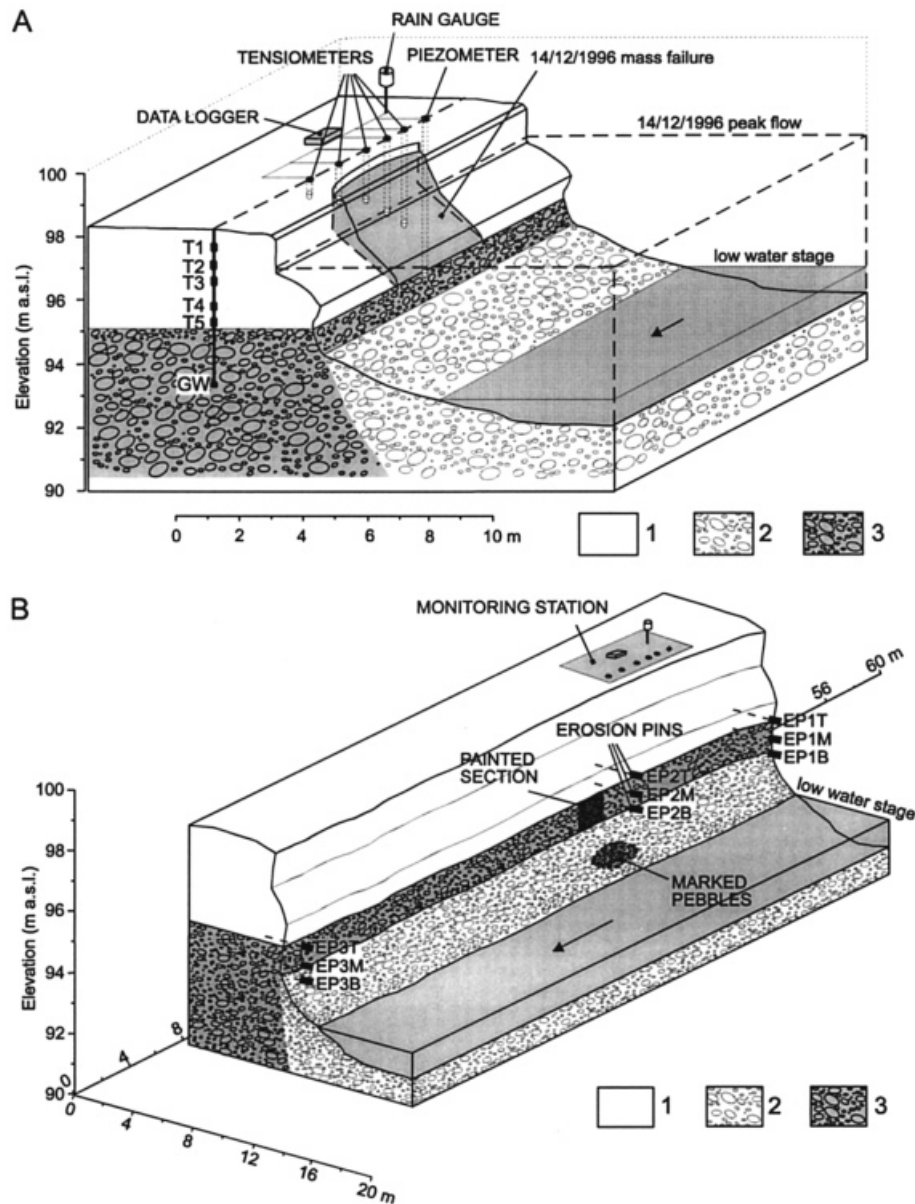 A
RAIN GAUGE
TENSIOMETERS
PIEZOMETER
14/12/1996 mass failure
DATA LOGGER
14/12/1996 peak flow
low water stage
Elevation (m a.s.l.)
100
98
96
94
92
90
T1
T2
T3
T4
T5
GW
0 2 4 6 8 10 m
1 2 3
B
MONITORING STATION
60 m
56
EP1T
EP1M
EP1B
EROSION PINS
PAINTED
SECTION
EP2T
EP2M
EP2B
low water stage
MARKED
PEBBLES
Elevation (m a.s.l.)
100
98
96
94
92
90
EP3T
EP3M
EP3B
0 4 8
0 4 8 12 16 20 m
1 2 3